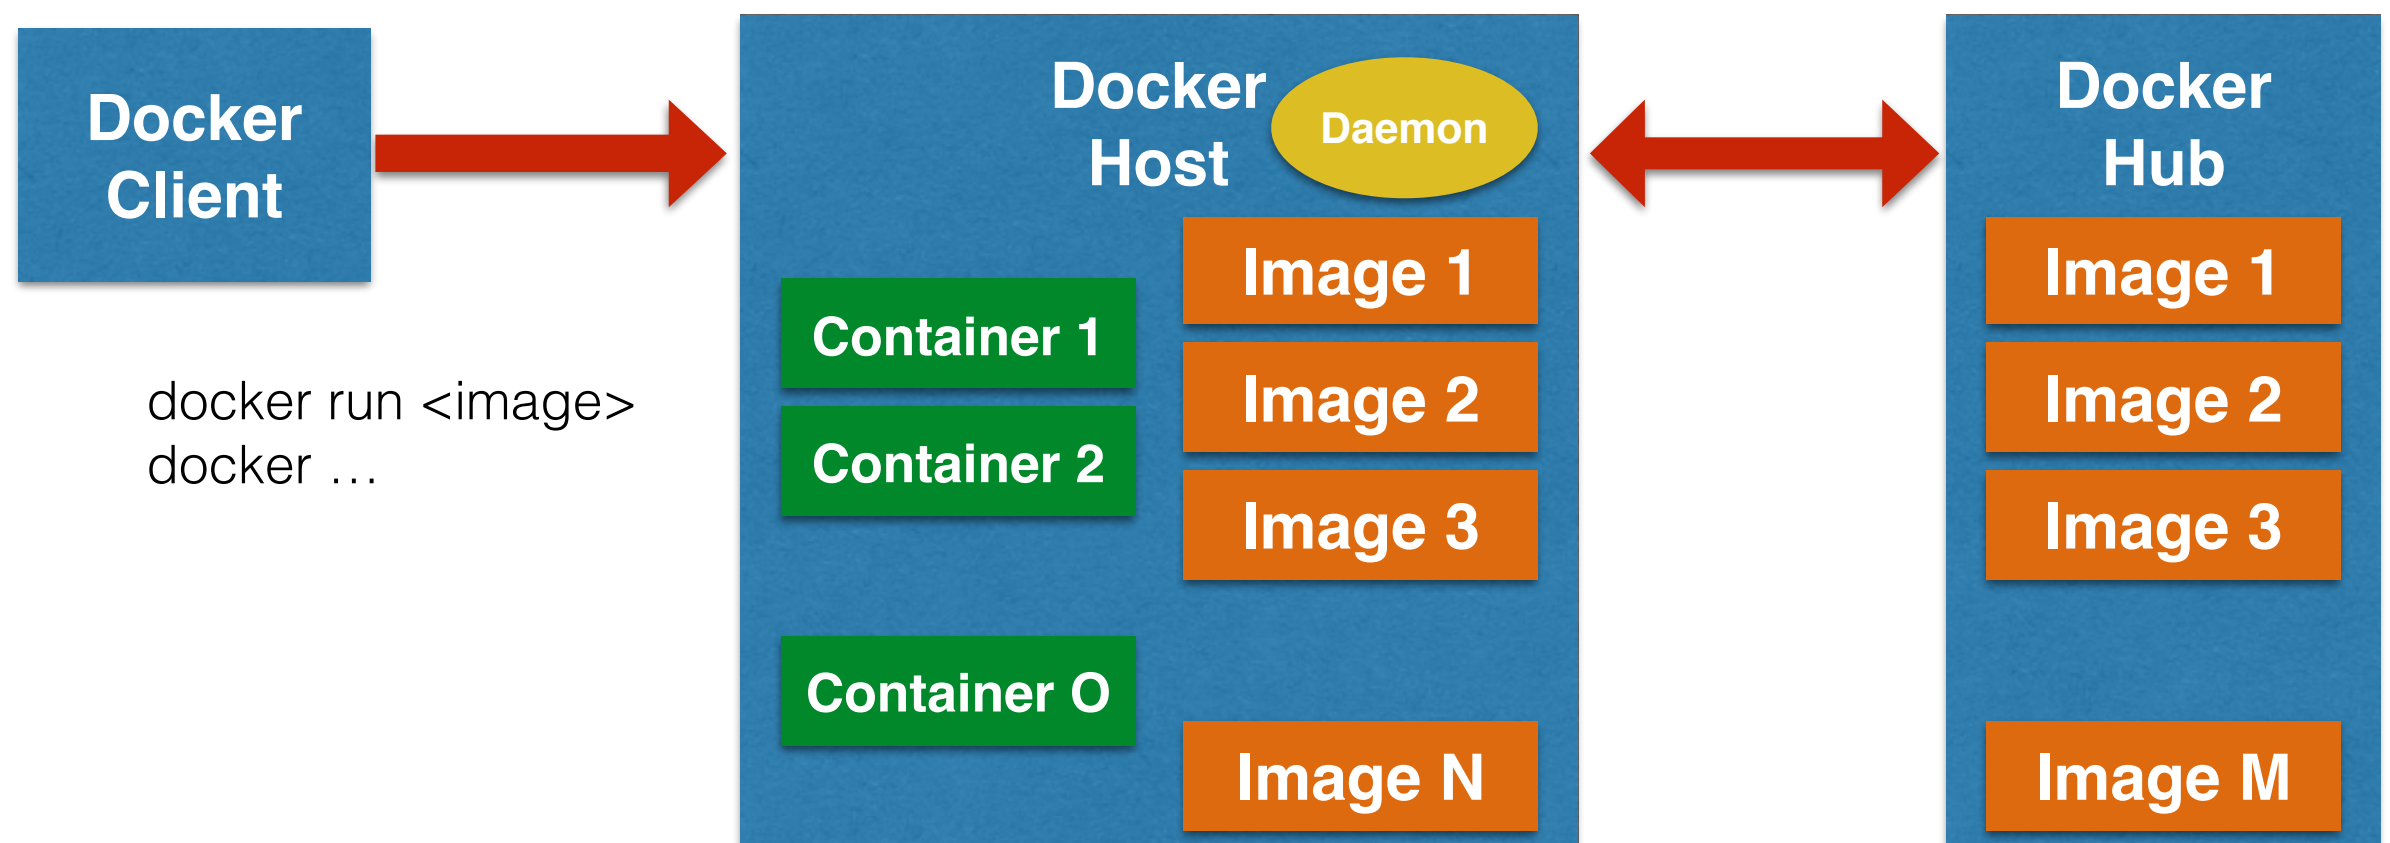 Docker
Client
docker run <image>
docker …
Docker
Host
Daemon
Container 1
Container 2
Container O
Image 1
Image 2
Image 3
Image N
Docker
Hub
Image 1
Image 2
Image 3
Image M